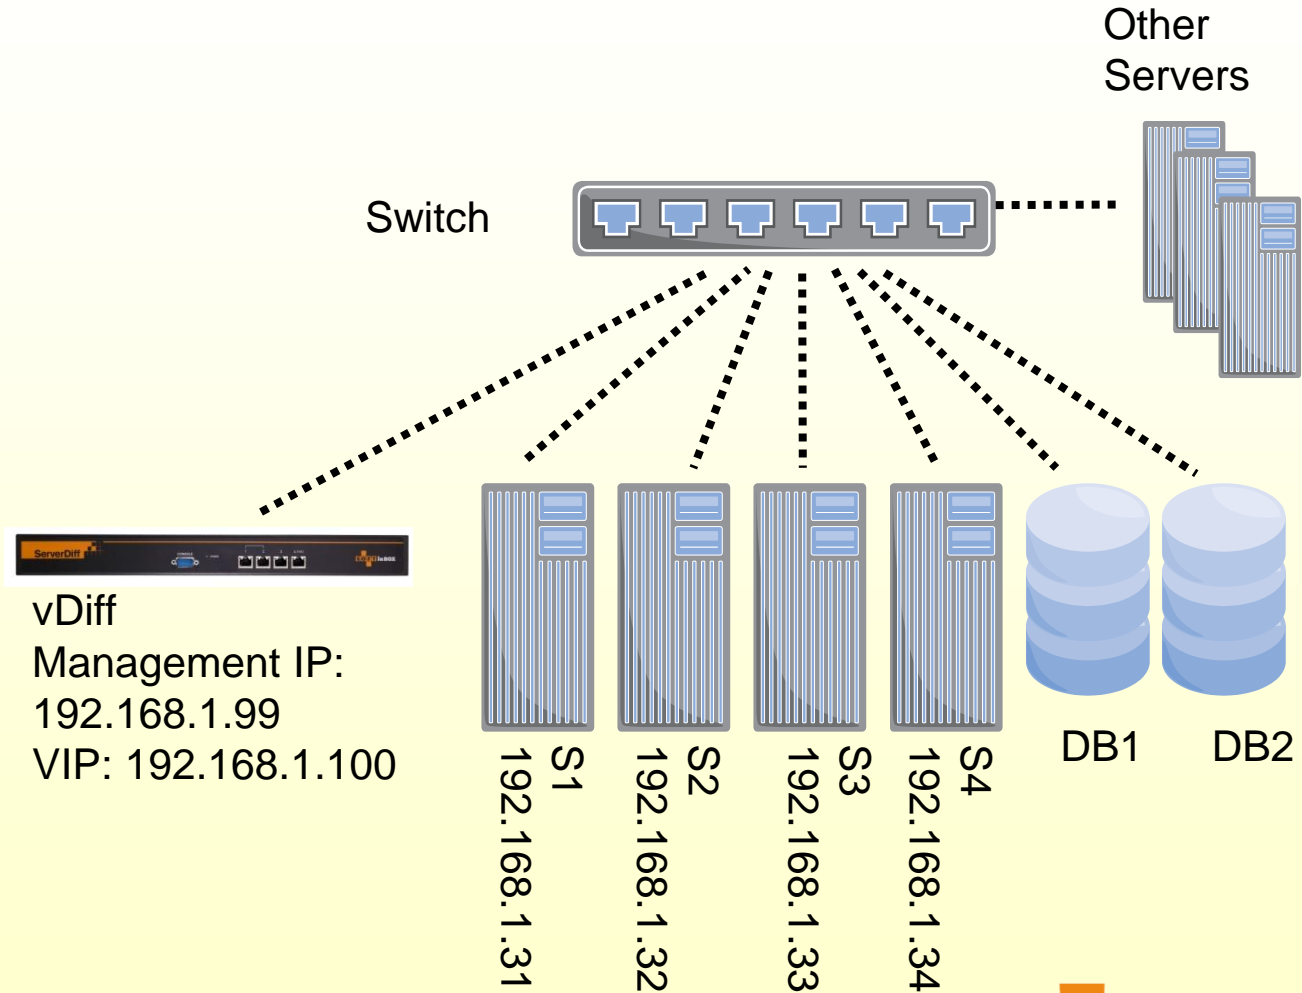 Other
Servers
Switch
ServerDiff
CONSOLE
inBOX
vDiff
Management IP:
192.168.1.99
VIP: 192.168.1.100
S1
192.168.1.31
S2
192.168.1.32
S3
192.168.1.33
S4
192.168.1.34
DB1
DB2